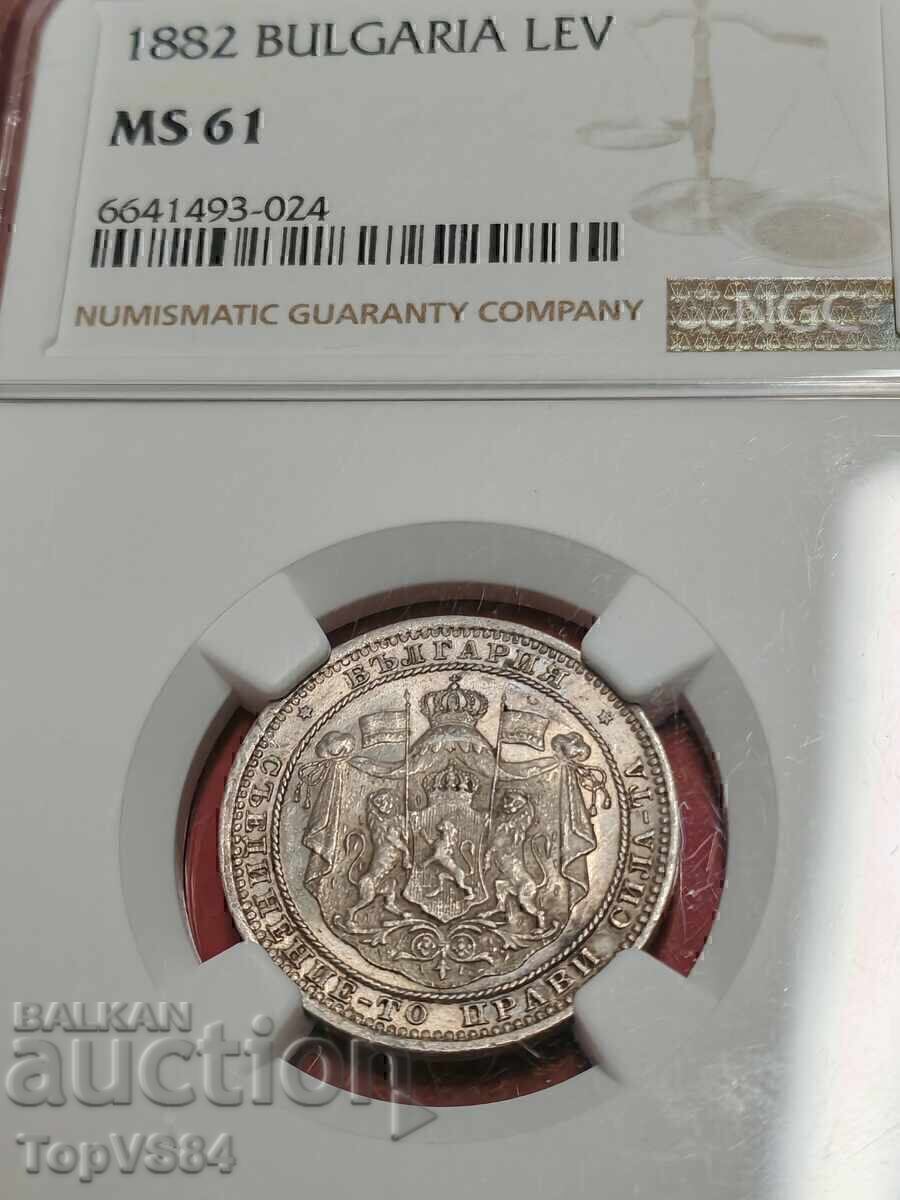 1882 BULGARIA LEV
MS 61
6641493-024
NUMISMATIC GUARANTY COMPANY
NGC
БЪЛГАРИЯ
СЪЕДИНЕНИЕ-ТО ПРАВИ СИЛА-ТА
BALKAN
auction
TopVS84